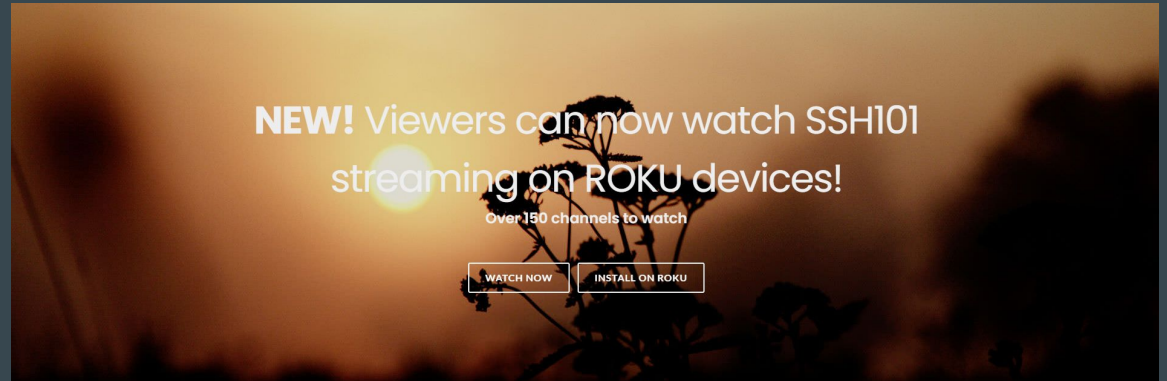 NEW! Viewers can now watch SSH101
streaming on ROKU devices!
Over 150 channels to watch
WATCH NOW
INSTALL ON ROKU